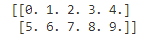 [[0. 1. 2. 3. 4.]
[5. 6. 7. 8. 9.]]